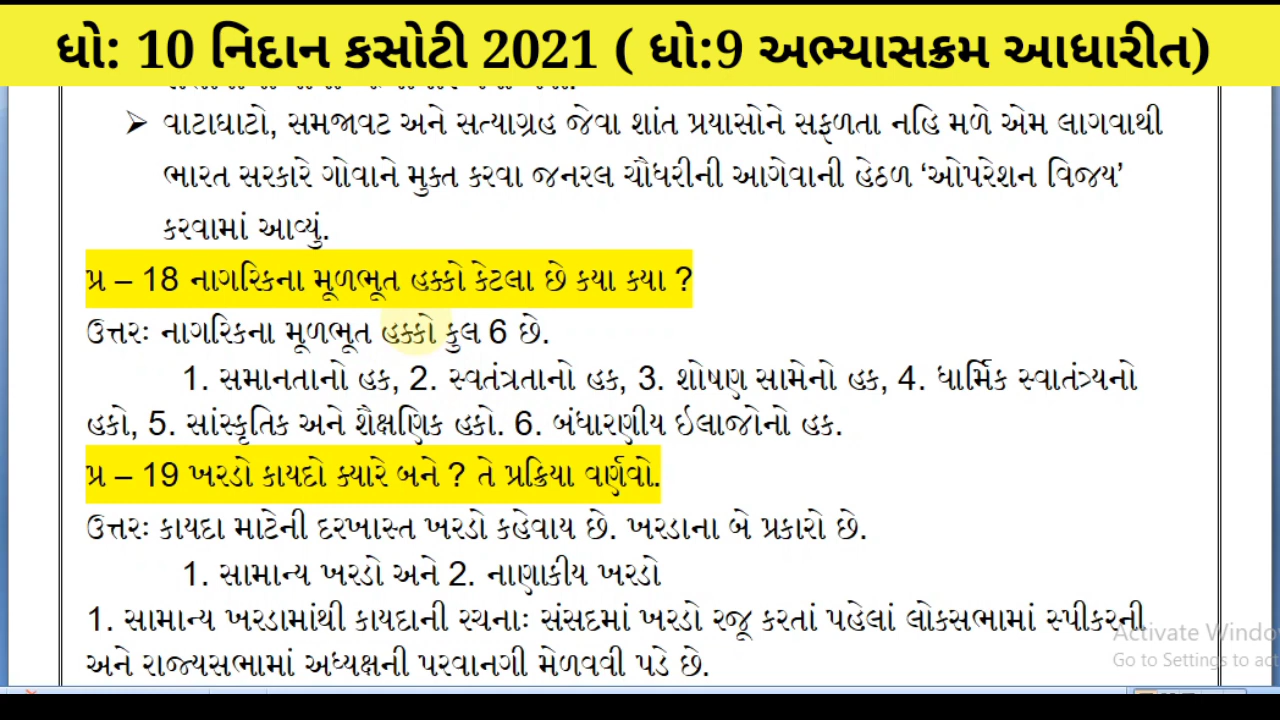 ધો: 10 નિદાન કસોટી 2021 ( ધો:9 અભ્યાસક્રમ આધારીત)
➤ વાટાઘાટો, સમજાવટ અને સત્યાગ્રહ જેવા શાંત પ્રયાસોને સફળતા નહિ મળે એમ લાગવાથી
ભારત સરકારે ગોવાને મુક્ત કરવા જનરલ ચૌધરીની આગેવાની હેઠળ ‘ઓપરેશન વિજય’
કરવામાં આવ્યું.
પ્ર – 18 નાગરિકના મૂળભૂત હક્કો કેટલા છે કયા કયા ?
ઉત્તરઃ નાગરિકના મૂળભૂત હક્કો કુલ 6 છે.
1. સમાનતાનો હક, 2. સ્વતંત્રતાનો હક, 3. શોષણ સામેનો હક, 4. ધાર્મિક સ્વાતંત્ર્યનો
હકો, 5. સાંસ્કૃતિક અને શૈક્ષણિક હકો. 6. બંધારણીય ઇલાજોનો હક.
પ્ર – 19 ખરડો કાયદો ક્યારે બને ? તે પ્રક્રિયા વર્ણવો.
ઉત્તરઃ કાયદા માટેની દરખાસ્ત ખરડો કહેવાય છે. ખરડાના બે પ્રકારો છે.
1. સામાન્ય ખરડો અને 2. નાણાકીય ખરડો
1. સામાન્ય ખરડામાંથી કાયદાની રચનાઃ સંસદમાં ખરડો રજૂ કરતાં પહેલાં લોકસભામાં સ્પીકરની
અને રાજ્યસભામાં અધ્યક્ષની પરવાનગી મેળવવી પડે છે.
Activate Windo
Go to Settings to act